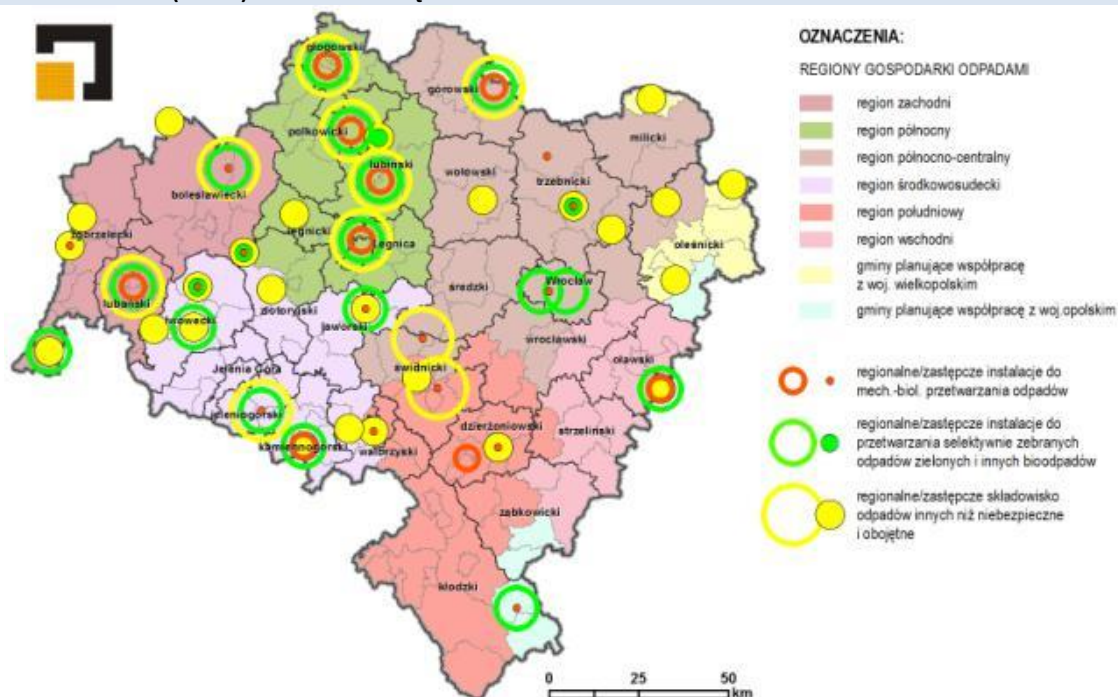 głogowski
górowski
polkowicki
milicki
lubiński
wołowski
trzebnicki
bolesławiecki
zgorzelecki
legnicki
Legnica
oleśnicki
lubański
średzki
Wrocław
lwówecki
złotoryjski
jaworski
wrocławski
oławski
świdnicki
Jelenia Góra
jeleniogórski
dzierżoniowski
strzeliński
kamiennogórski
wałbrzyski
ząbkowicki
kłodzki
0 25 50
km
OZNACZENIA:
REGIONY GOSPODARKI ODPADAMI
region zachodni
region północny
region północno-centralny
region środkowosudecki
region południowy
region wschodni
gminy planujące współpracę
z woj. wielkopolskim
gminy planujące współpracę z woj.opolskim
regionalne/zastępcze instalacje do
mech.-biol. przetwarzania odpadów
regionalne/zastępcze instalacje do
przetwarzania selektywnie zebranych
odpadów zielonych i innych bioodpadów
regionalne/zastępcze składowisko
odpadów innych niż niebezpieczne
i obojętne